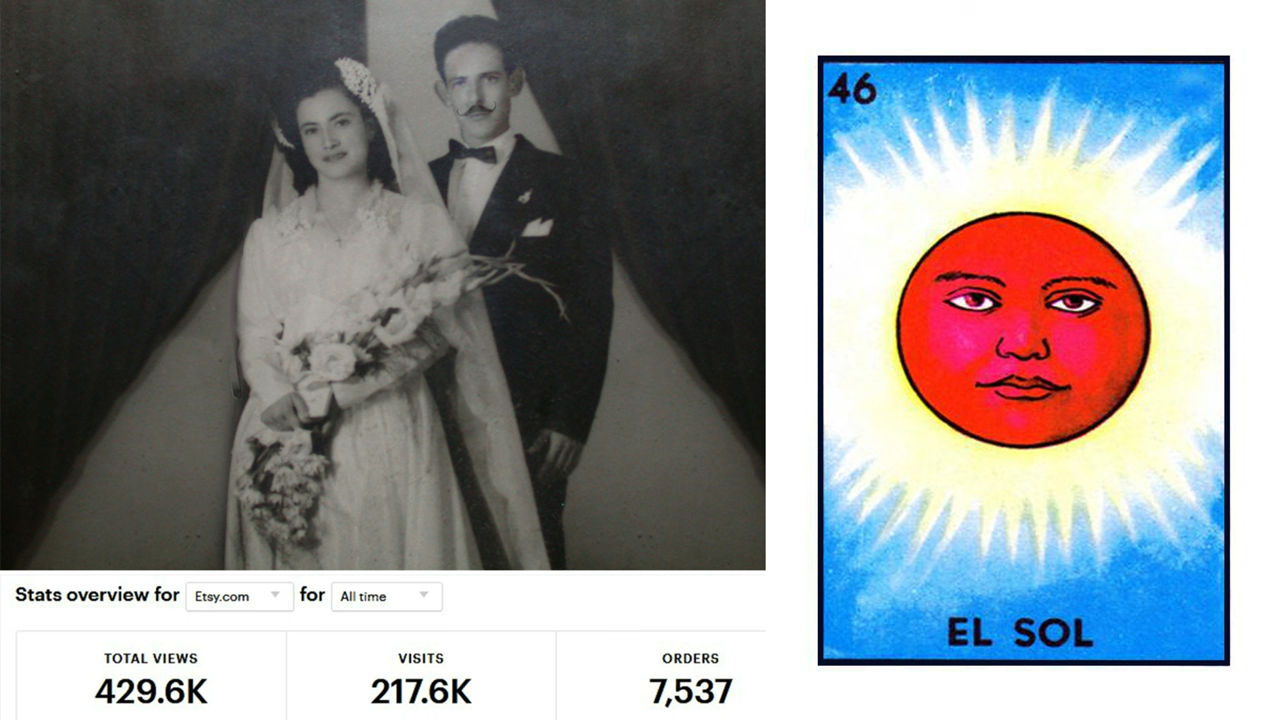 Stats overview for Etsy.com for All time
TOTAL VIEWS VISITS ORDERS
429.6K 217.6K 7,537
46
EL SOL